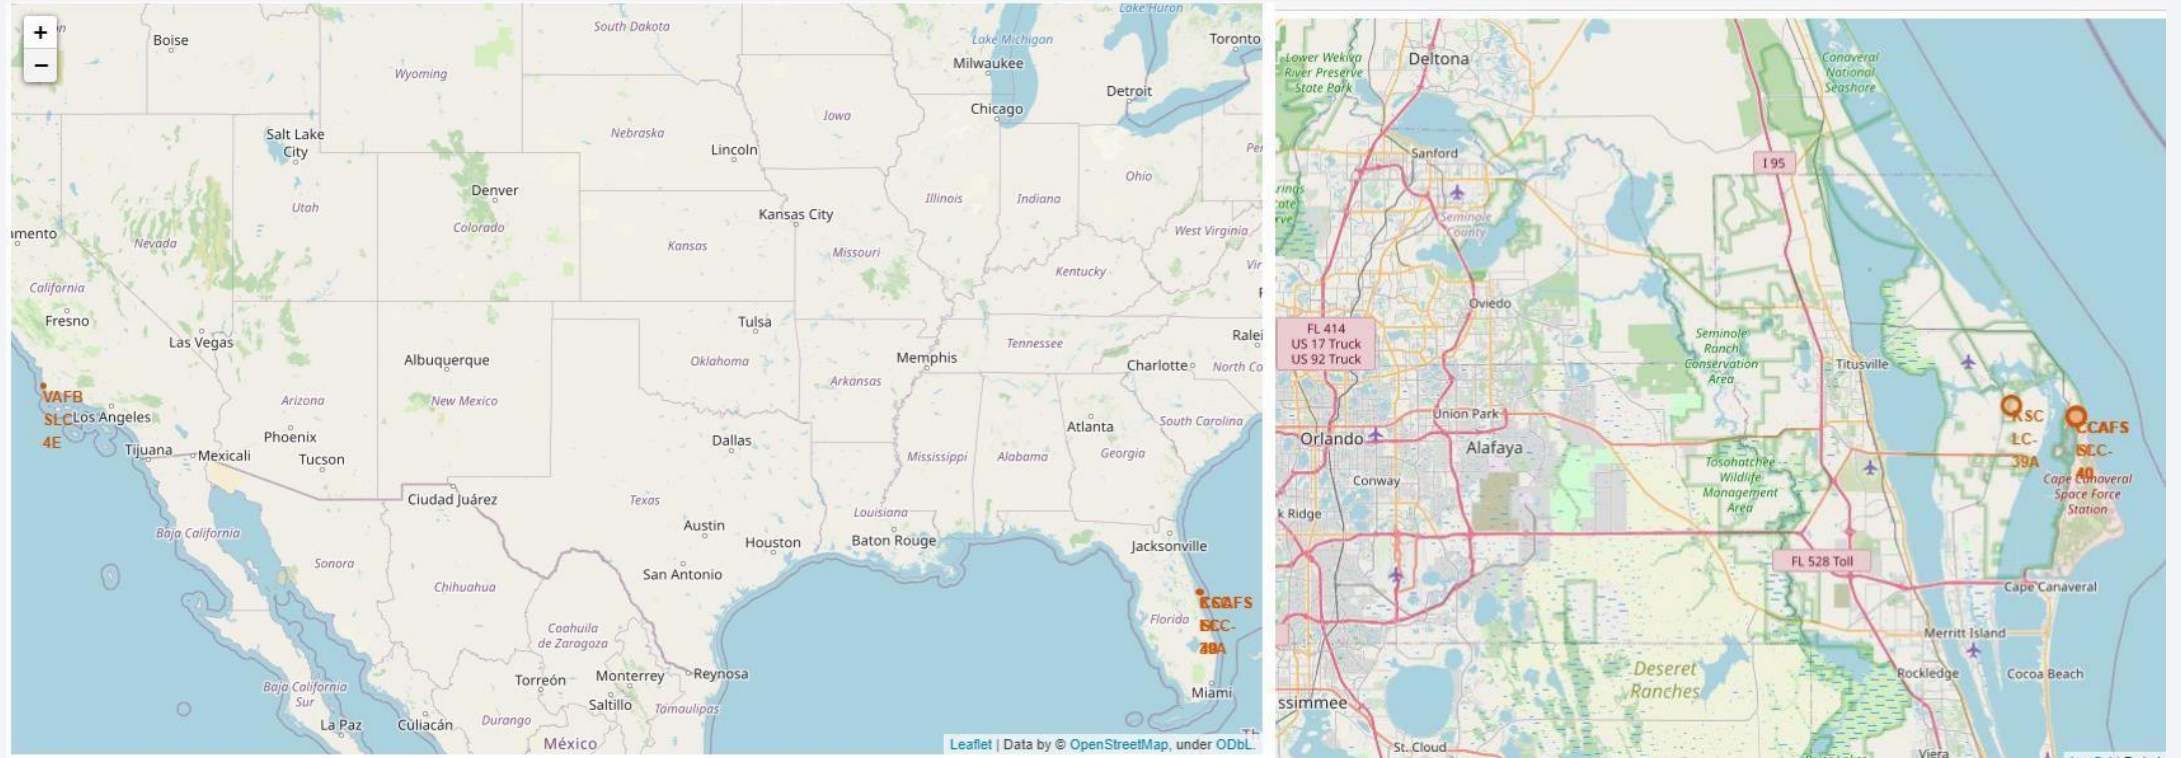 +
−
Boise
South Dakota
Lake Huron
Toronto
Lake Michigan
Milwaukee
Wyoming
Detroit
Chicago
Iowa
Salt Lake
City
Nebraska
Lincoln
Ohio
Denver
Utah
Illinois
Indiana
Kansas City
Colorado
Nevada
Kansas
Missouri
West Virginia
Kentucky
California
Fresno
Las Vegas
Tulsa
Tennessee
Memphis
Albuquerque
Oklahoma
Charlotte
Arkansas
VAFB
SLC-
4E
Los Angeles
Arizona
New Mexico
South Carolina
Atlanta
Phoenix
Dallas
Tijuana
Mexicali
Tucson
Mississippi
Alabama
Georgia
Ciudad Juárez
Texas
Louisiana
Austin
Baja California
Houston
Baton Rouge
Jacksonville
Sonora
San Antonio
Chihuahua
Florida
Coahuila
de Zaragoza
Torreón
Monterrey
Reynosa
Baja California
Sur
Saltillo
Miami
Tamaulipas
La Paz
Culiacán
Durango
México
Leaflet | Data by © OpenStreetMap, under ODbL.
Lower Wekiva
River Preserve
State Park
Deltona
Canaveral
National
Seashore
Sanford
I 95
Seminole
County
Oviedo
FL 414
US 17 Truck
US 92 Truck
Seminole
Ranch
Conservation
Area
Titusville
Union Park
KSC
LC-
39A
CCAFS
Orlando
Alafaya
Tosohatchee
Wildlife
Management
Area
40
Cape Canaveral
Space Force
Station
Conway
k Ridge
FL 528 Toll
Cape Canaveral
Merritt Island
Deseret
Ranches
Rockledge
Cocoa Beach
ssimmee
St. Cloud
Viera